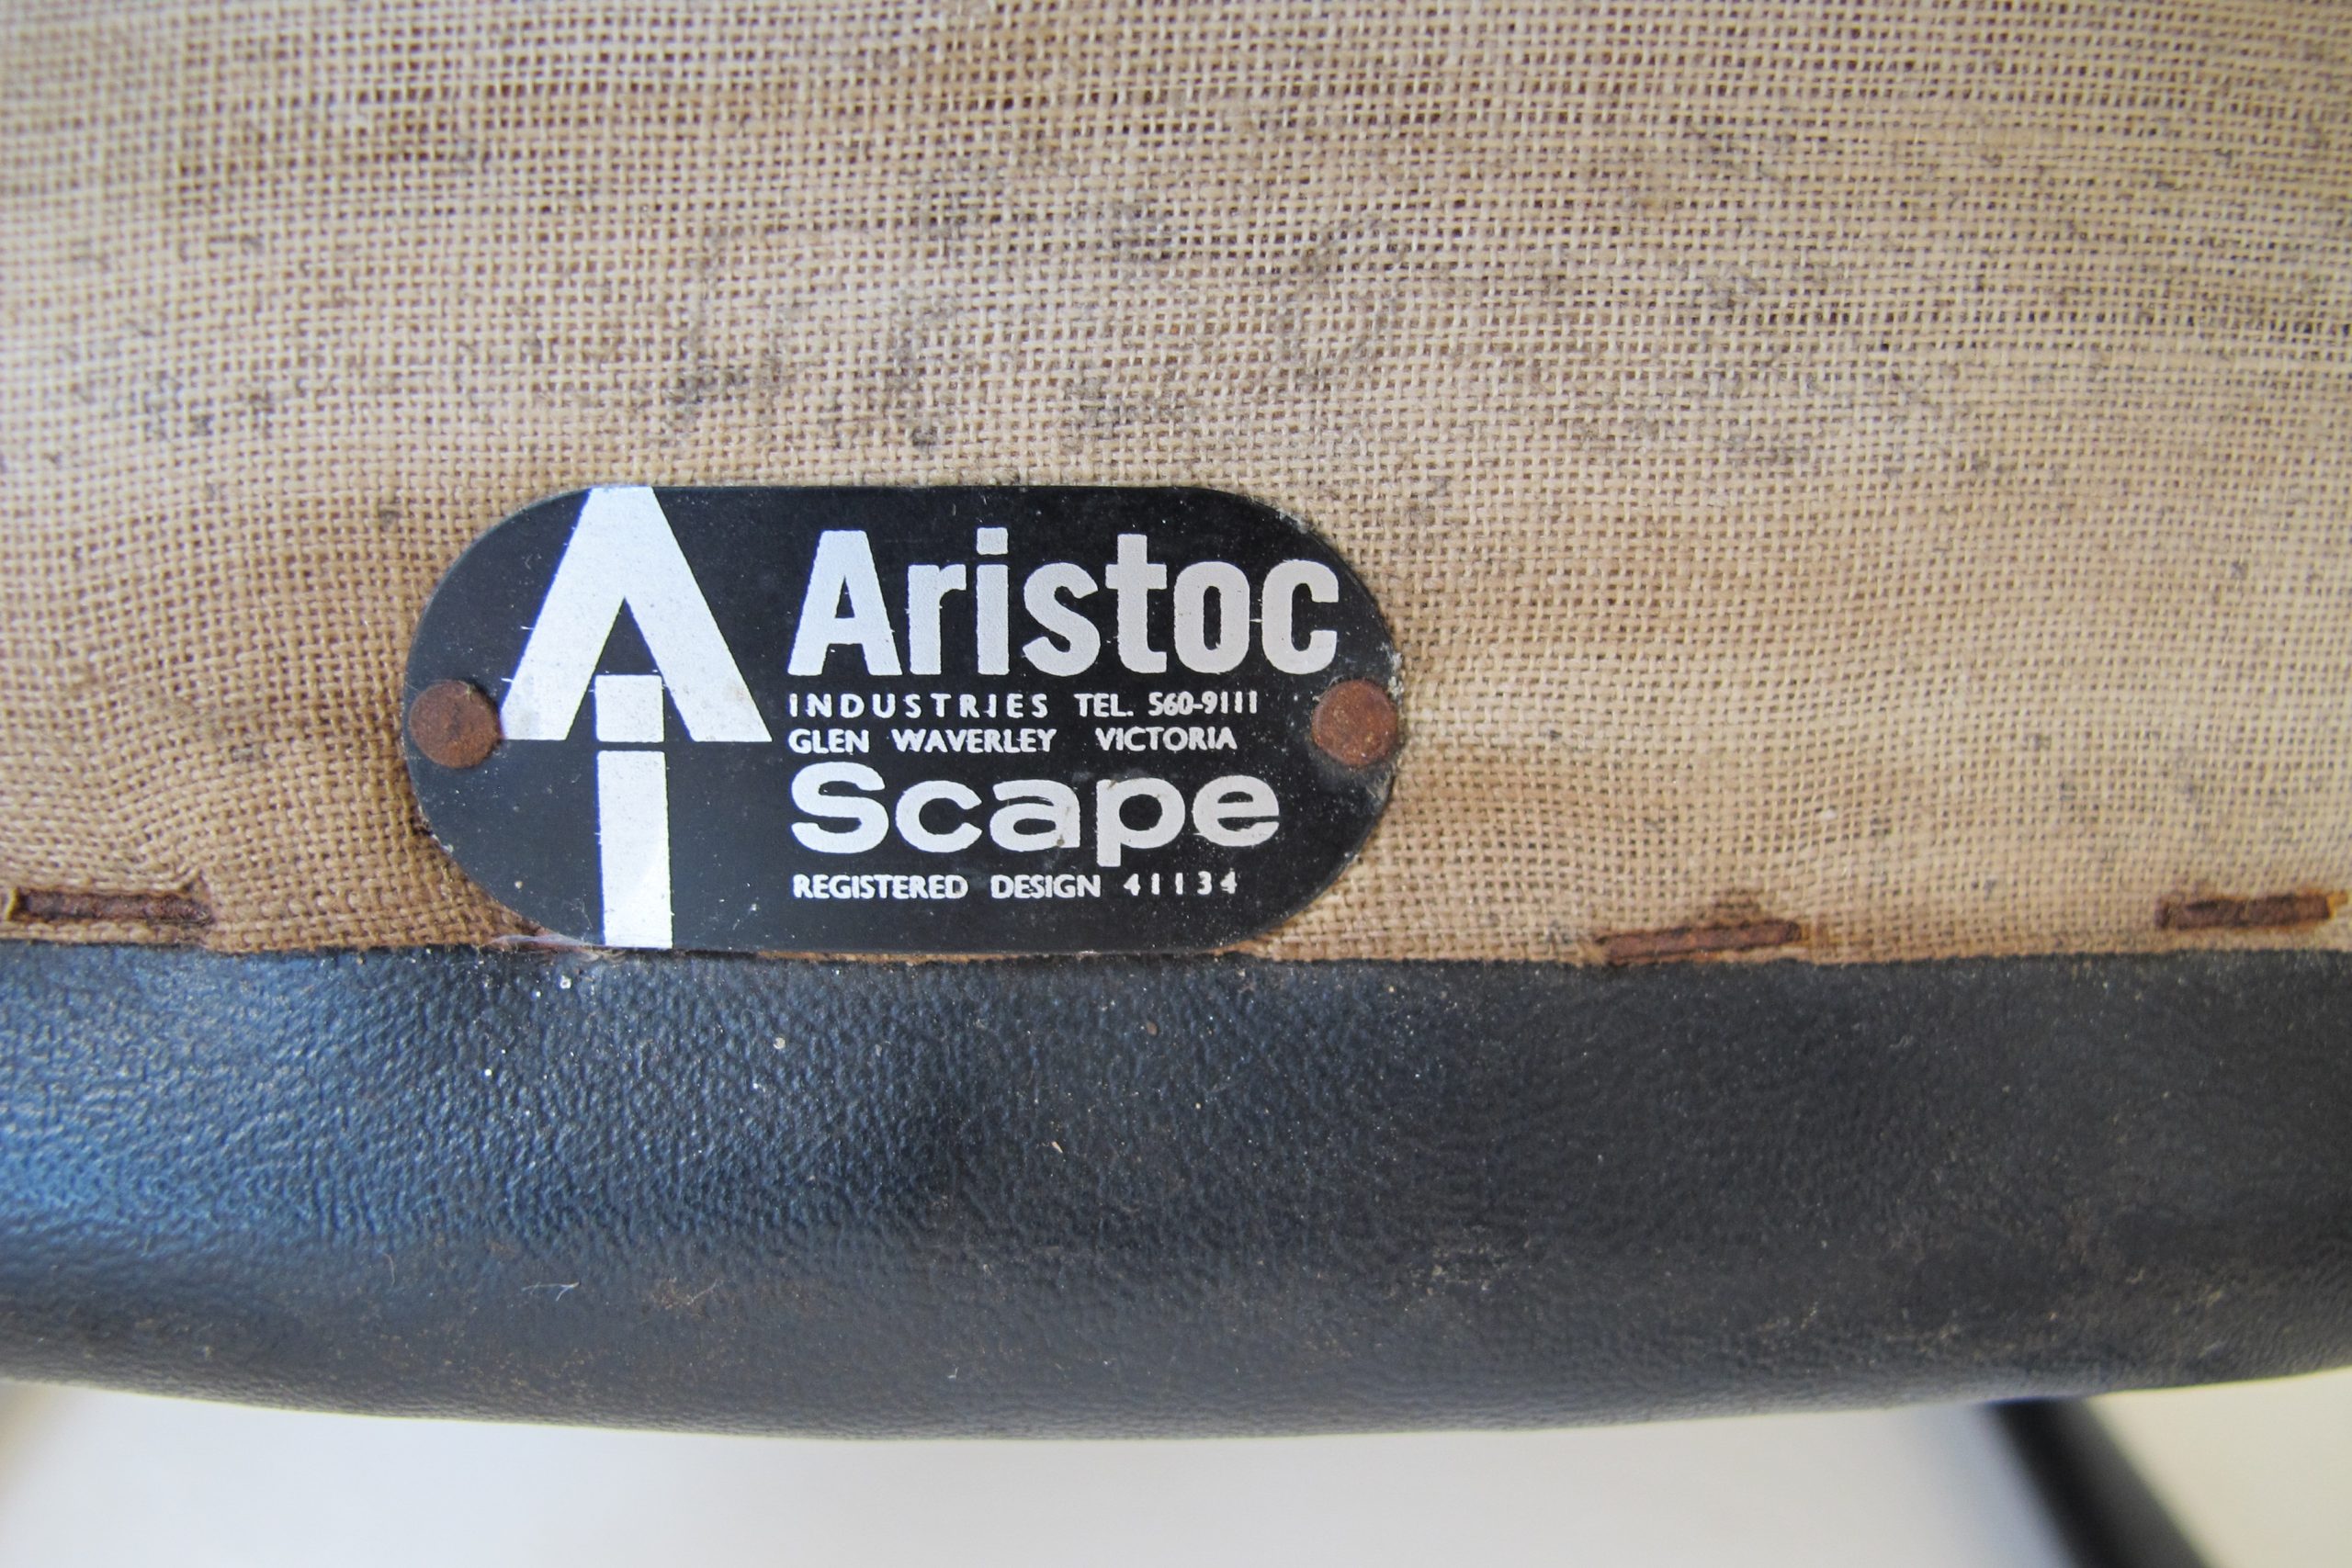 Aristoc
INDUSTRIES TEL. 560-9111
GLEN WAVERLEY VICTORIA
Scape
REGISTERED DESIGN 41134